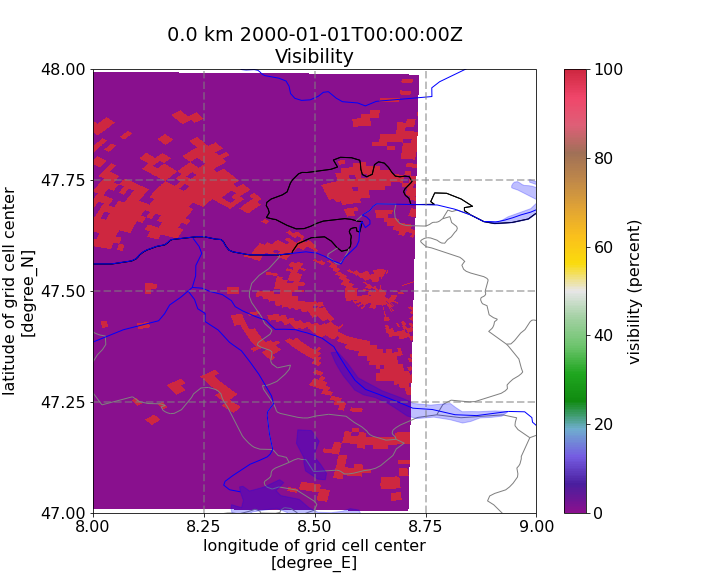 0.0 km 2000-01-01T00:00:00Z
Visibility
48.00
47.75
47.50
47.25
47.00
8.00
8.25
8.50
8.75
9.00
longitude of grid cell center
[degree_E]
latitude of grid cell center
[degree_N]
100
80
60
40
20
0
visibility (percent)